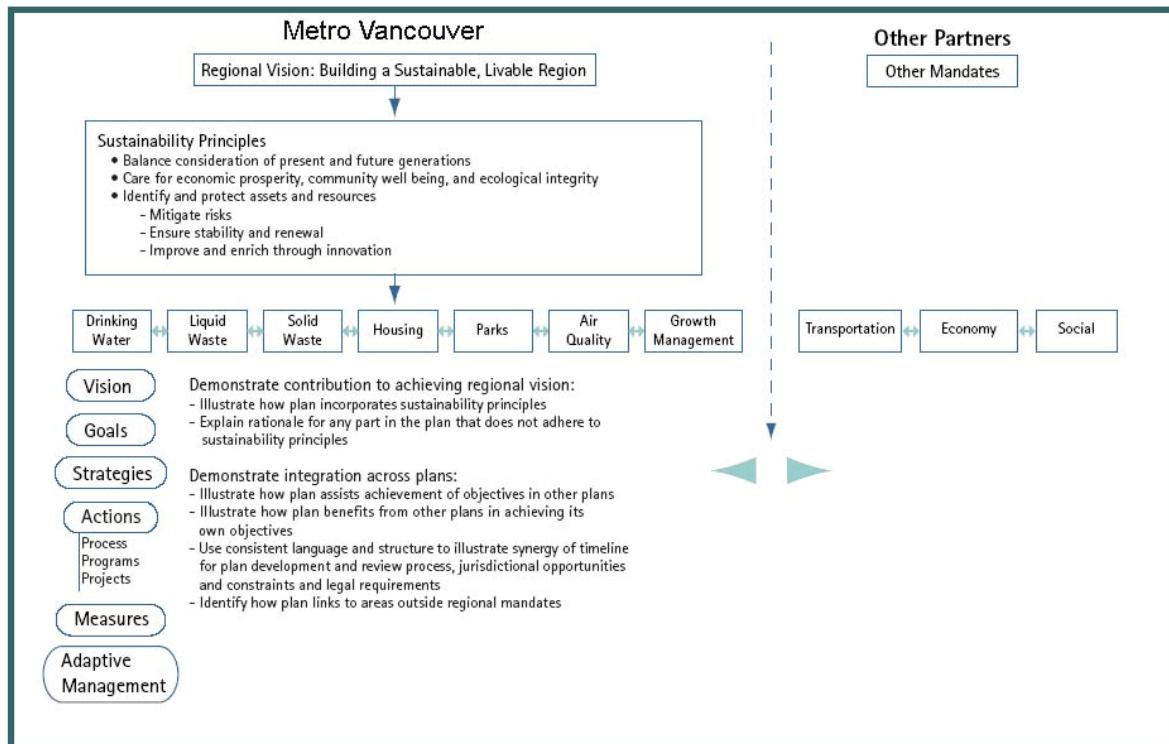 Metro Vancouver
Other Partners
Regional Vision: Building a Sustainable, Livable Region
Other Mandates
Sustainability Principles
• Balance consideration of present and future generations
• Care for economic prosperity, community well being, and ecological integrity
• Identify and protect assets and resources
- Mitigate risks
- Ensure stability and renewal
- Improve and enrich through innovation
Drinking
Water
Liquid
Waste
Solid
Waste
Housing
Parks
Air
Quality
Growth
Management
Transportation
Economy
Social
Vision
Goals
Strategies
Actions
Process
Programs
Projects
Measures
Adaptive
Management
Demonstrate contribution to achieving regional vision:
- Illustrate how plan incorporates sustainability principles
- Explain rationale for any part in the plan that does not adhere to
sustainability principles
Demonstrate integration across plans:
- Illustrate how plan assists achievement of objectives in other plans
- Illustrate how plan benefits from other plans in achieving its
own objectives
- Use consistent language and structure to illustrate synergy of timeline
for plan development and review process, jurisdictional opportunities
and constraints and legal requirements
- Identify how plan links to areas outside regional mandates